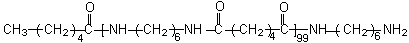 O O O
CH₃—(CH₂)₄—C—(NH—(CH₂)₆—NH C—(CH₂)₄—C)₉₉—NH—(CH₂)₆—NH₂